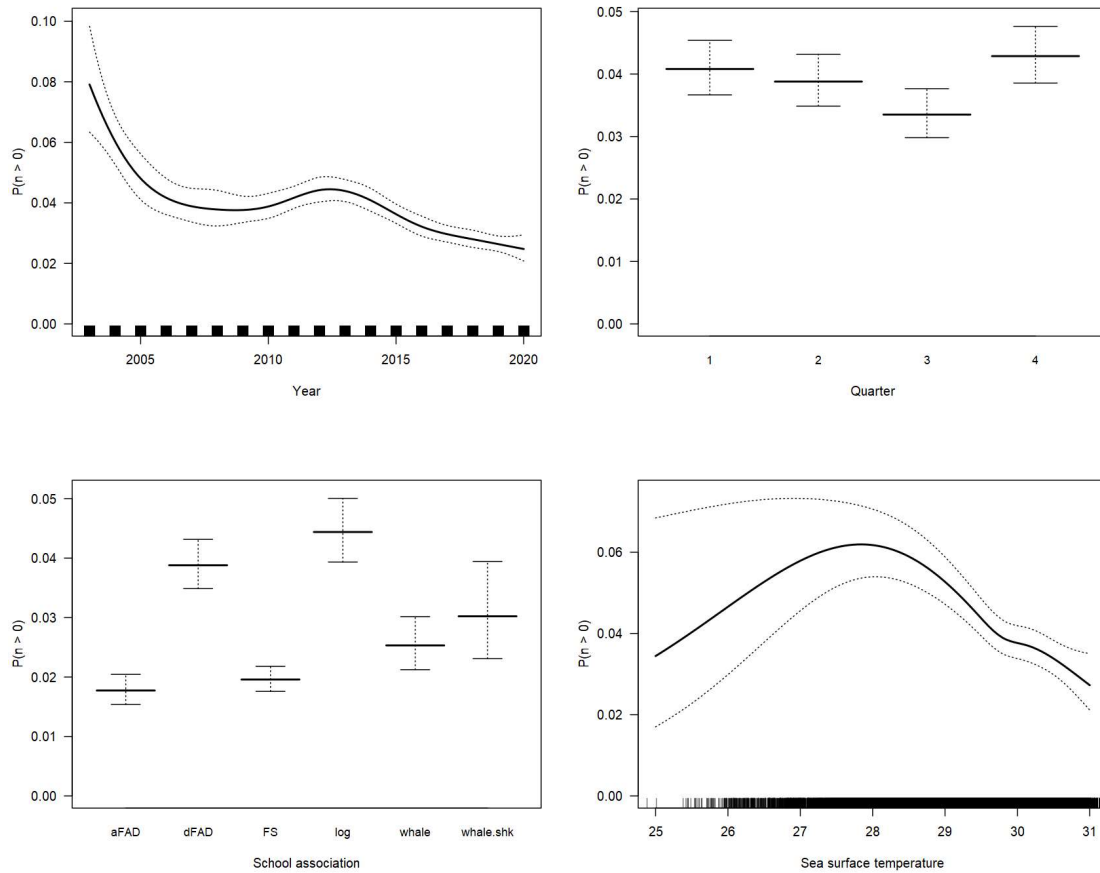 0.10
0.08
0.06
0.04
0.02
0.00
P(n > 0)
2005 2010 2015 2020
Year
0.05
0.04
0.03
0.02
0.01
0.00
P(n > 0)
1 2 3 4
Quarter
0.05
0.04
0.03
0.02
0.01
0.00
P(n > 0)
aFAD dFAD FS log whale whale.shk
School association
0.06
0.04
0.02
0.00
P(n > 0)
25 26 27 28 29 30 31
Sea surface temperature